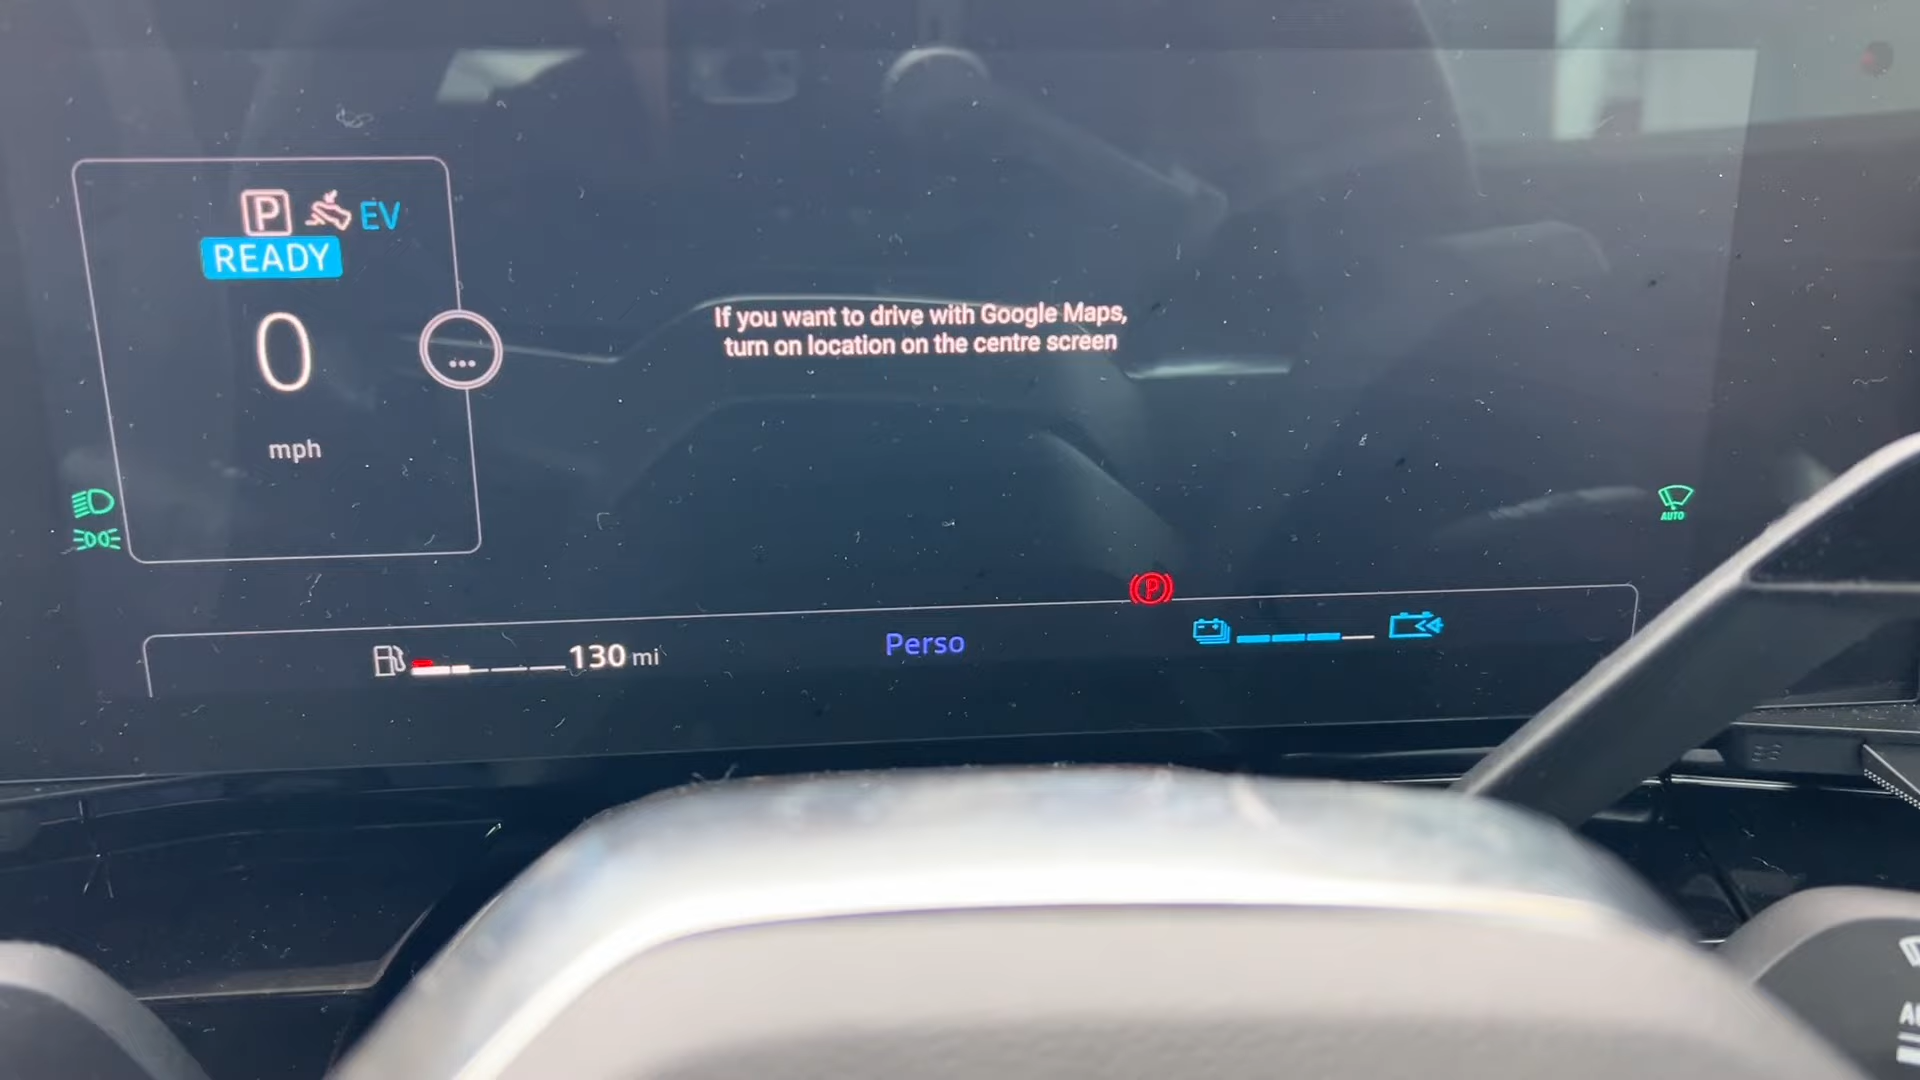 P EV
READY
0
...
mph
AUTO
If you want to drive with Google Maps,
turn on location on the centre screen
P
130 mi
Perso